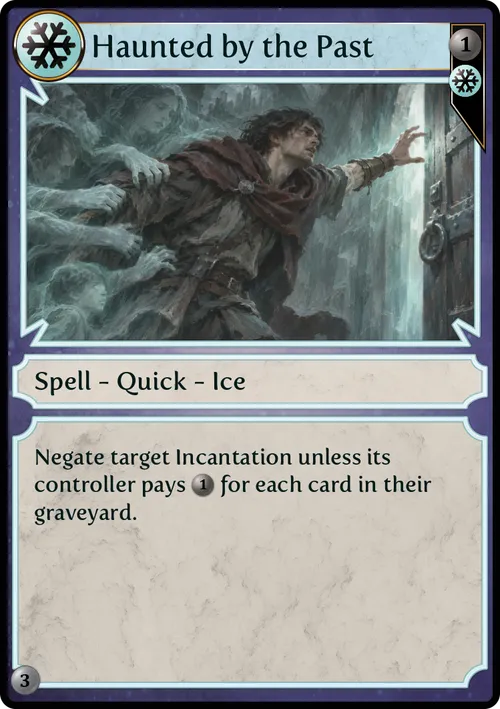 Haunted by the Past
1
Spell - Quick - Ice
Negate target Incantation unless its
controller pays 1 for each card in their
graveyard.
3